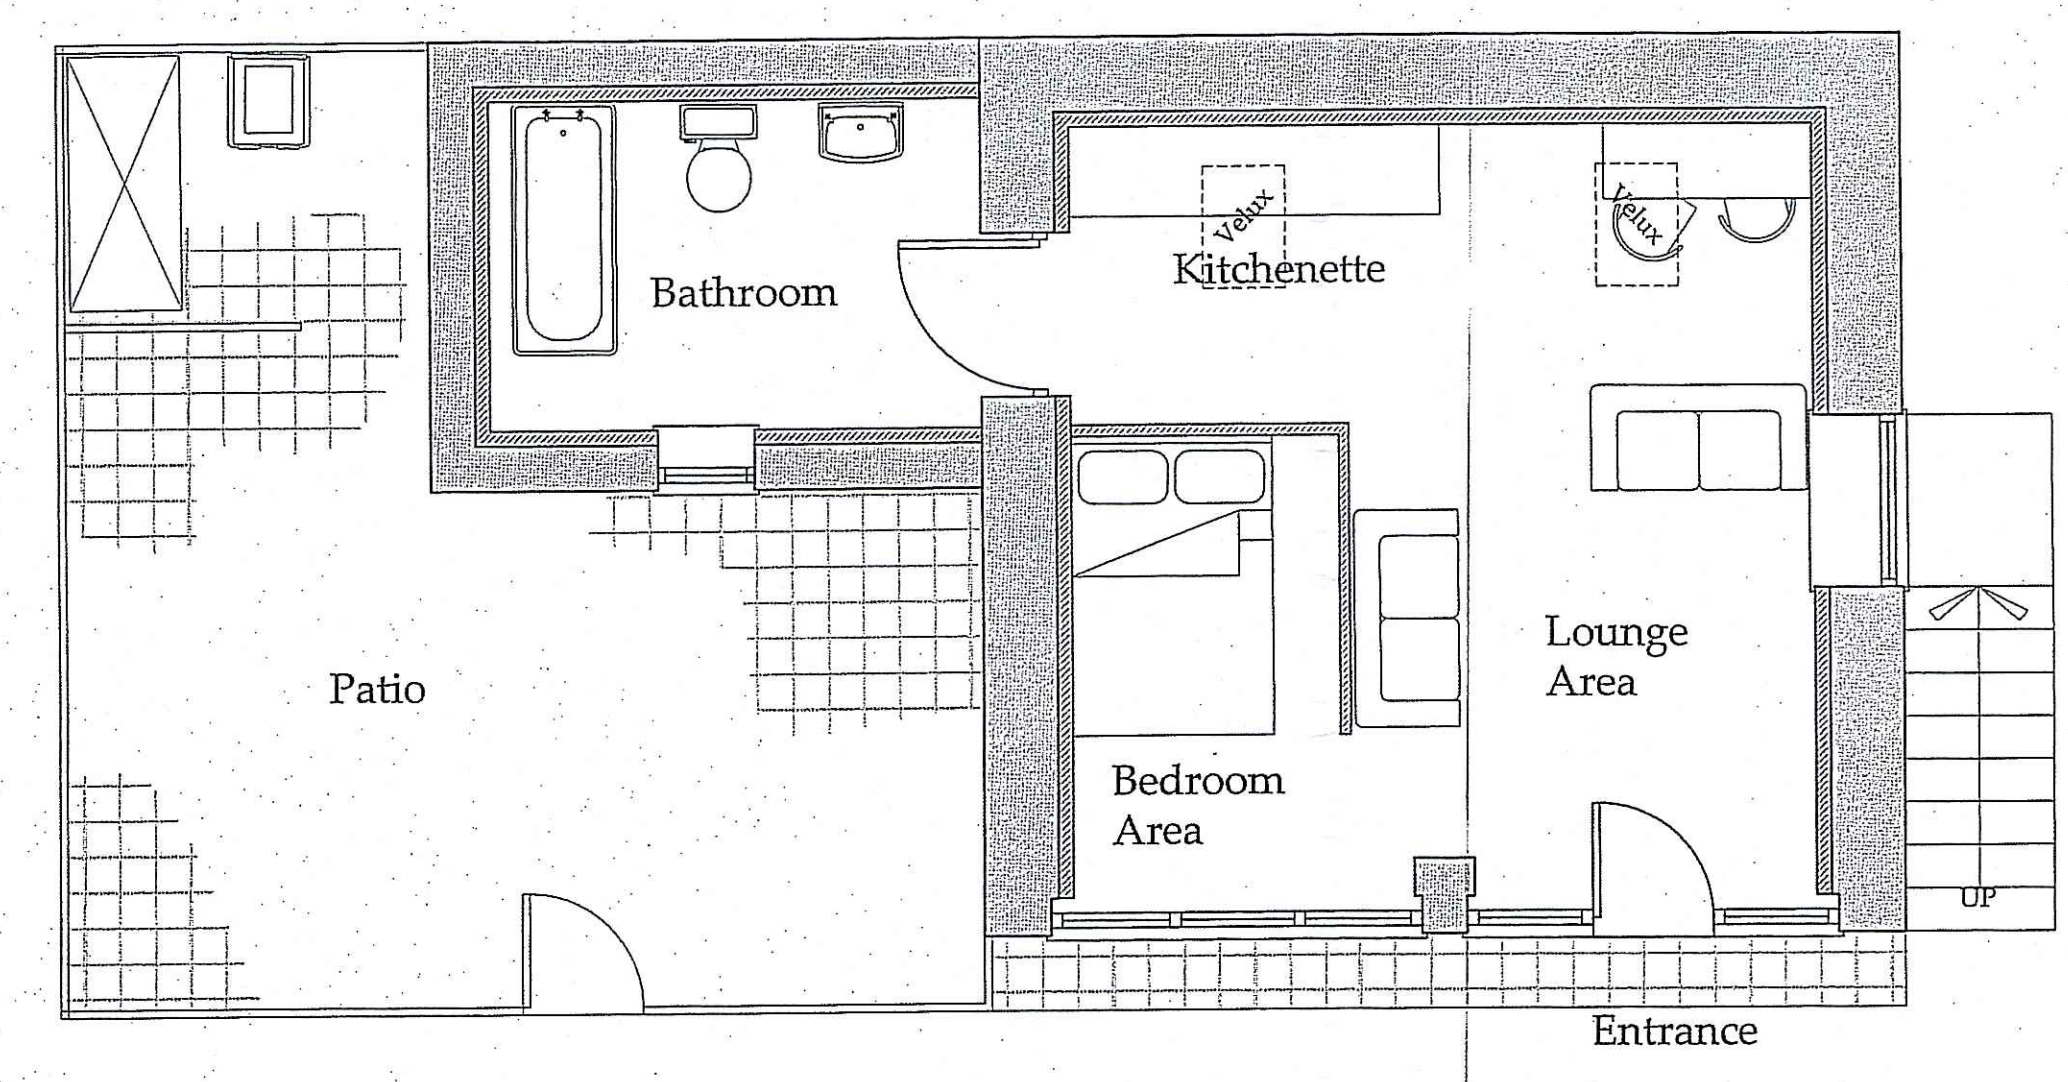 Velux
Velux
Kitchenette
Bathroom
Lounge
Area
Patio
Bedroom
Area
UP
Entrance